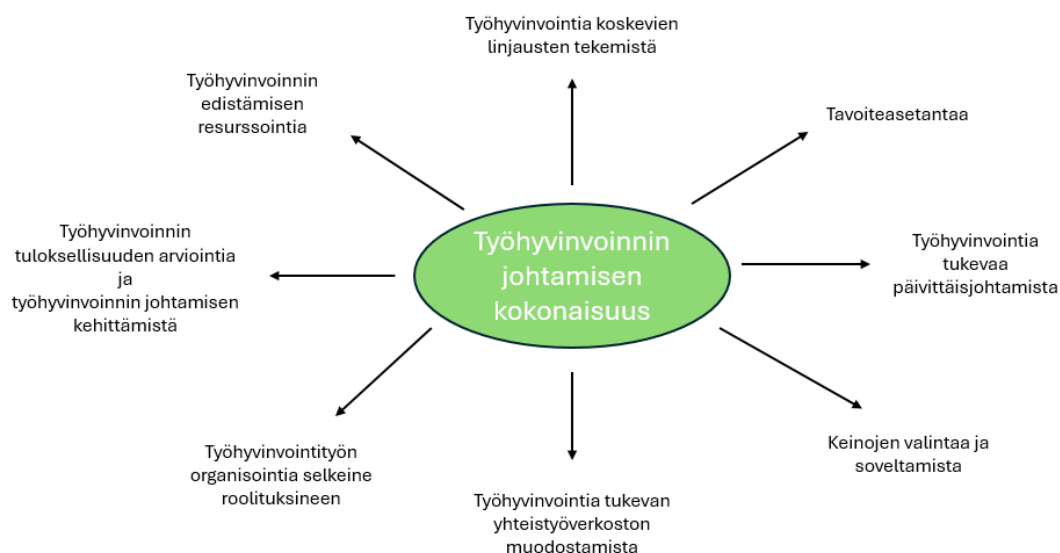 Työhyvinvointia koskevien
linjausten tekemistä
Työhyvinvoinnin
edistämisen
resurssointia
Tavoiteasetantaa
Työhyvinvoinnin
johtamisen
kokonaisuus
Työhyvinvoinnin
tuloksellisuuden arviointia
ja
työhyvinvoinnin johtamisen
kehittämistä
Työhyvinvointia
tukevaa
päivittäisjohtamista
Työhyvinvointityön
organisointia selkeine
roolituksineen
Työhyvinvointia tukevan
yhteistyöverkoston
muodostamista
Keinojen valintaa ja
soveltamista